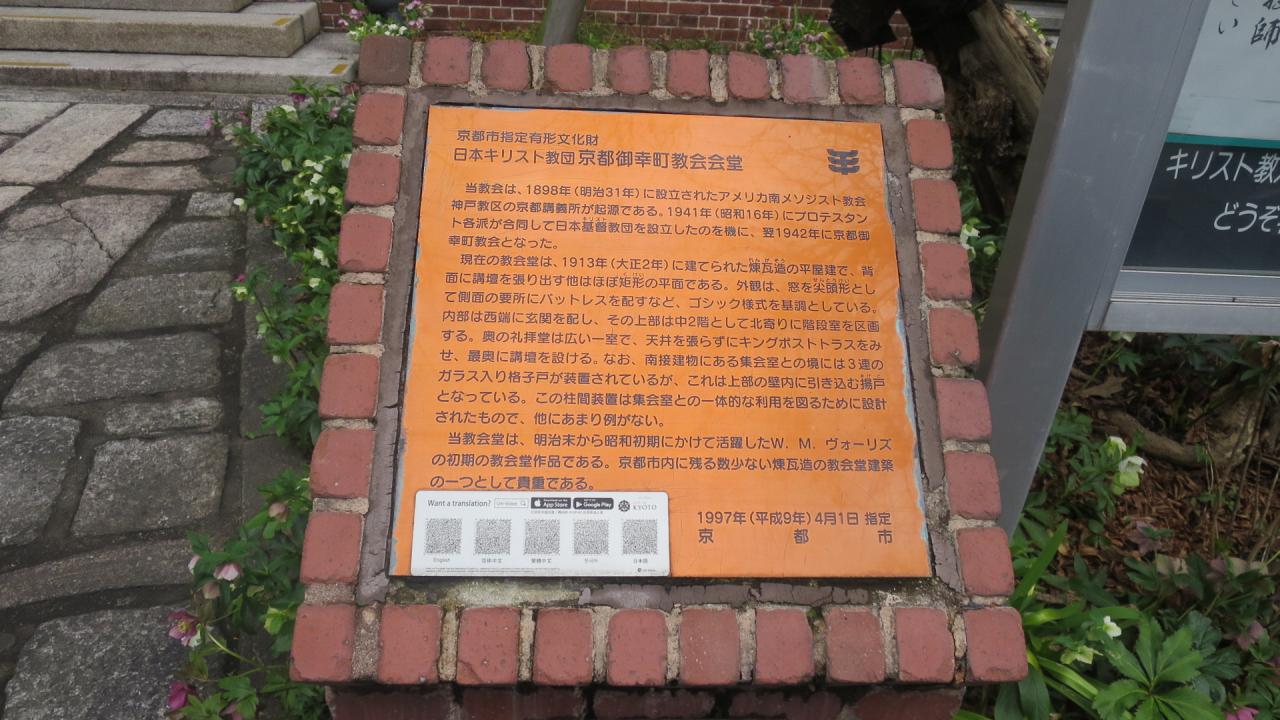 京都市指定有形文化財
日本キリスト教団 京都御幸町教会会堂
当教会は、1898年(明治31年)に設立されたアメリカ南メソジスト教会
神戸教区の京都講義所が起源である。1941年(昭和16年)にプロテスタン
ト各派が合同して日本基督教団を設立したのを機に、翌1942年に京都御
幸町教会となった。
現在の教会堂は、1913年(大正2年)に建てられた煉瓦造の平屋建で、背
面に講壇を張り出す他はほぼ矩形の平面である。外観は、窓を尖頭形とし
て側面の要所にバットレスを配すなど、ゴシック様式を基調としている。
内部は西端に玄関を配し、その上部は中2階として北寄りに階段室を区画
する。奥の礼拝堂は広い一室で、天井を張らずにキングポストトラスをみ
せ、最奥に講壇を設ける。なお、南接建物にある集会室との境には3連の
ガラス入り格子戸が装置されているが、これは上部の壁内に引き込む揚戸
となっている。この柱間装置は集会室との一体的な利用を図るために設計
されたもので、他にあまり例がない。
当教会堂は、明治末から昭和初期にかけて活躍したW. M. ヴォーリズ
の初期の教会堂作品である。京都市内に残る数少ない煉瓦造の教会堂建築
の一つとして貴重である。
1997年(平成9年)4月1日 指定
京都市
Want a translation?
App Store
Google Play
KYOTO
English
简体中文
繁體中文
한국어
日本語
師
い
キリスト教
どうぞ